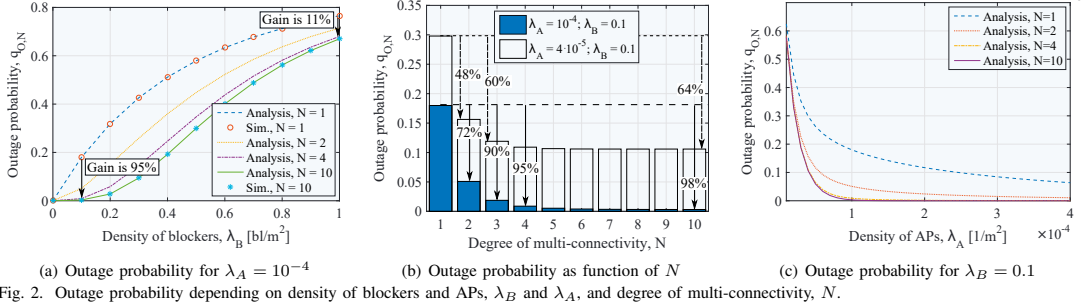 Outage probability, q_{O,N}
0.8
0.6
0.4
0.2
0
0
0.2
0.4
0.6
0.8
1
Gain is 11%
Gain is 95%
Analysis, N = 1
Sim., N = 1
Analysis, N = 2
Analysis, N = 4
Analysis, N = 10
Sim., N = 10
Density of blockers, λ_B [bl/m²]
(a) Outage probability for λ_A = 10⁻⁴
Outage probability, q_{O,N}
0.35
0.3
0.25
0.2
0.15
0.1
0.05
0
λ_A = 10⁻⁴; λ_B = 0.1
λ_A = 4·10⁻⁵; λ_B = 0.1
48%
60%
64%
72%
90%
95%
98%
1 2 3 4 5 6 7 8 9 10
Degree of multi-connectivity, N
(b) Outage probability as function of N
Outage probability, q_{O,N}
0.8
0.6
0.4
0.2
0
Analysis, N=1
Analysis, N=2
Analysis, N=4
Analysis, N=10
0 1 2 3 4
×10⁻⁴
Density of APs, λ_A [1/m²]
(c) Outage probability for λ_B = 0.1
Fig. 2. Outage probability depending on density of blockers and APs, λ_B and λ_A, and degree of multi-connectivity, N.